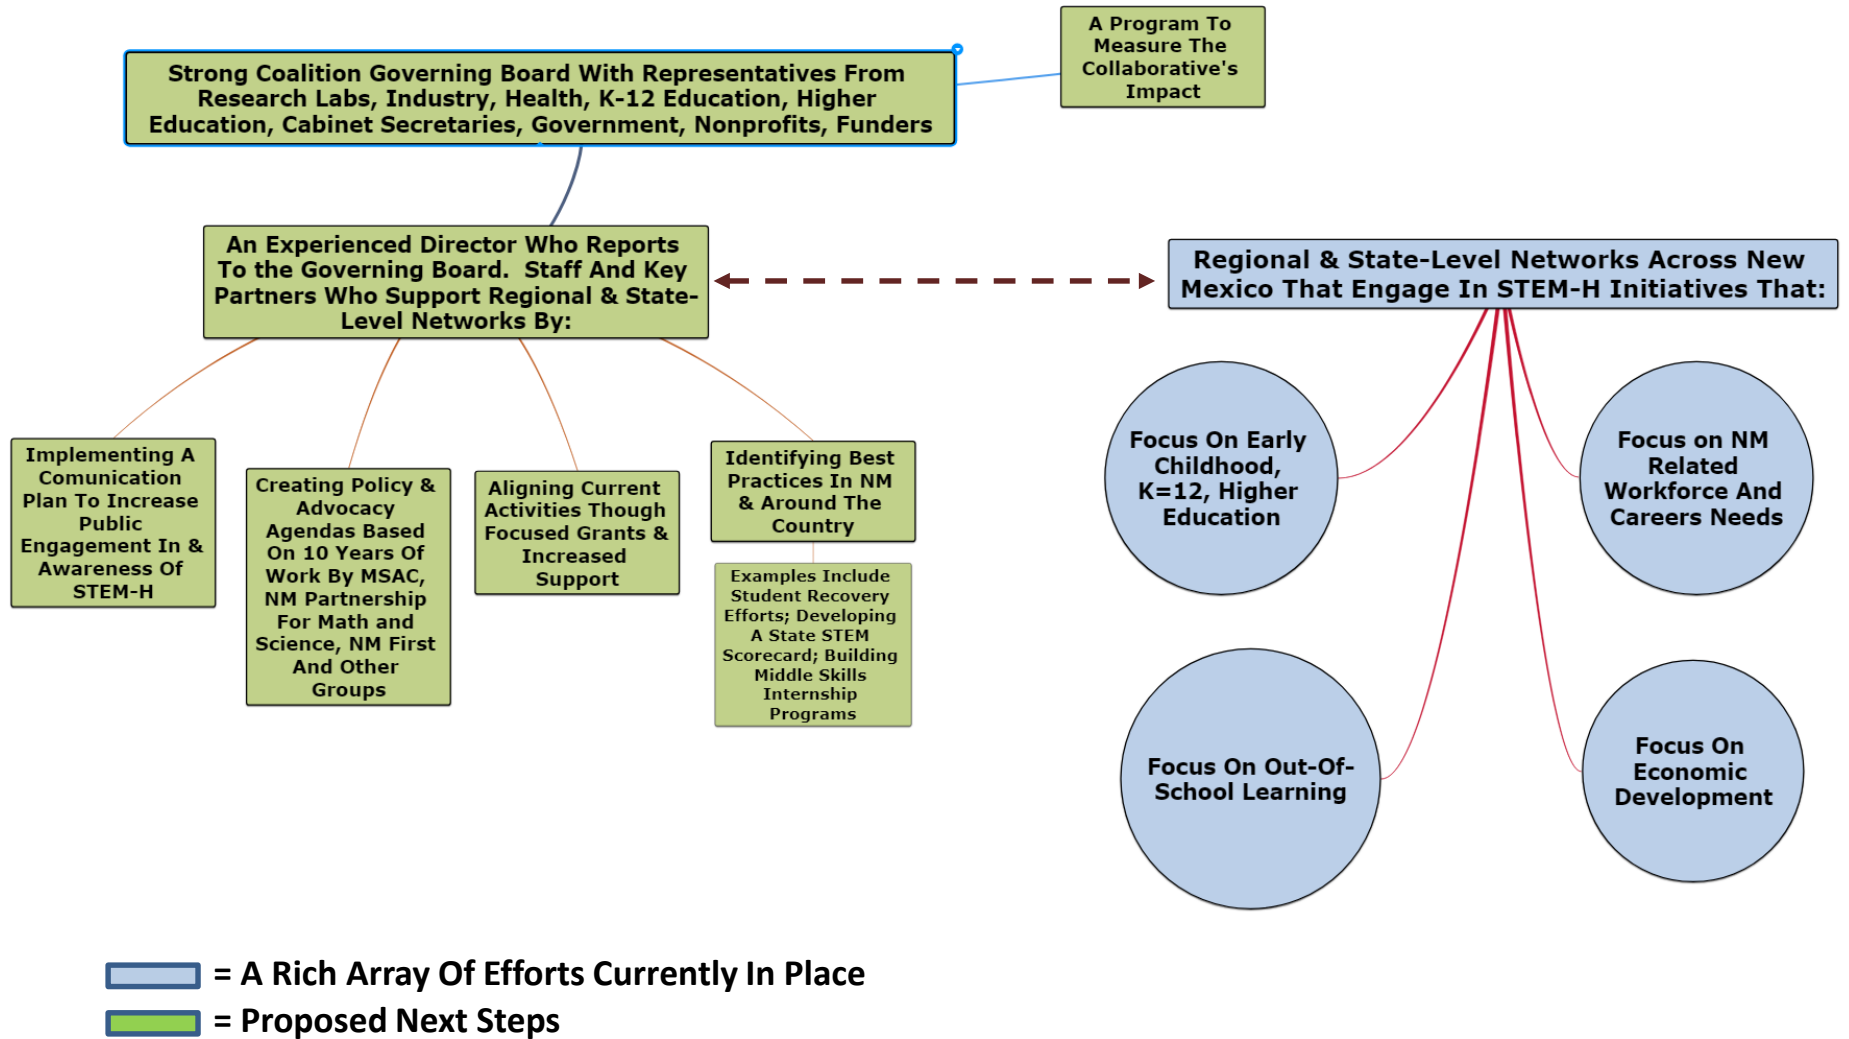 A Program To
Measure The
Collaborative's
Impact
Strong Coalition Governing Board With Representatives From
Research Labs, Industry, Health, K-12 Education, Higher
Education, Cabinet Secretaries, Government, Nonprofits, Funders
An Experienced Director Who Reports
To the Governing Board.  Staff And Key
Partners Who Support Regional & State-
Level Networks By:
Regional & State-Level Networks Across New
Mexico That Engage In STEM-H Initiatives That:
Implementing A
Comunication
Plan To Increase
Public
Engagement In &
Awareness Of
STEM-H
Creating Policy &
Advocacy
Agendas Based
On 10 Years Of
Work By MSAC,
NM Partnership
For Math and
Science, NM First
And Other
Groups
Aligning Current
Activities Though
Focused Grants &
Increased
Support
Identifying Best
Practices In NM
& Around The
Country
Examples Include
Student Recovery
Efforts; Developing
A State STEM
Scorecard; Building
Middle Skills
Internship
Programs
Focus On Early
Childhood,
K=12, Higher
Education
Focus on NM
Related
Workforce And
Careers Needs
Focus On Out-Of-
School Learning
Focus On
Economic
Development
= A Rich Array Of Efforts Currently In Place
= Proposed Next Steps